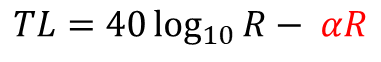 TL = 40 log₁₀ R − αR